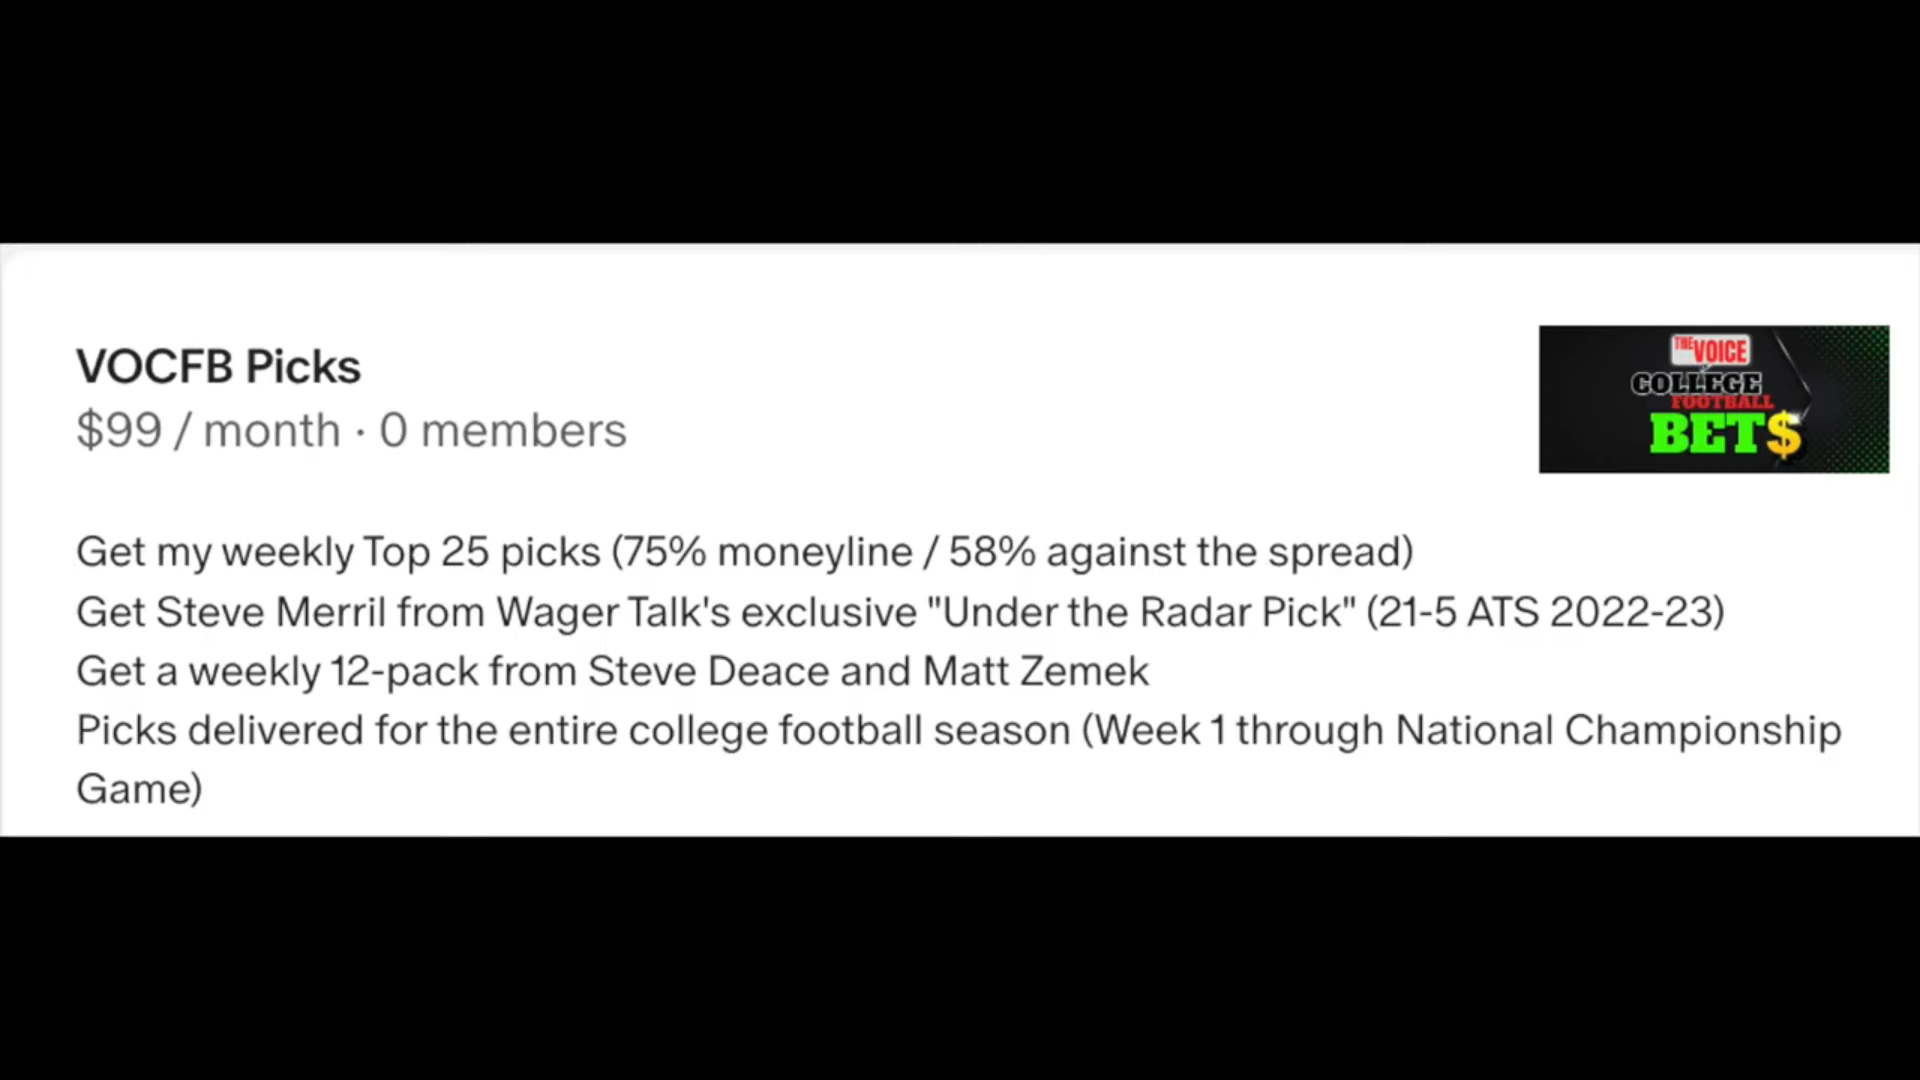 VOCFB Picks
$99 / month · 0 members
THE VOICE
of
COLLEGE
FOOTBALL
BET$
Get my weekly Top 25 picks (75% moneyline / 58% against the spread)
Get Steve Merril from Wager Talk's exclusive "Under the Radar Pick" (21-5 ATS 2022-23)
Get a weekly 12-pack from Steve Deace and Matt Zemek
Picks delivered for the entire college football season (Week 1 through National Championship
Game)